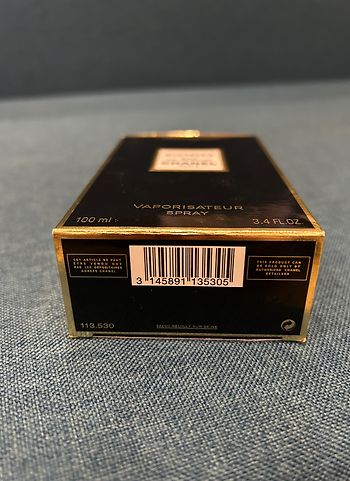 CHANEL
VAPORISATEUR
SPRAY
100 ml
3.4 FL.OZ.
CET ARTICLE NE PEUT
ÊTRE VENDU QUE
PAR LES DÉPOSITAIRES
AGRÉÉS CHANEL
3 145891 135305
THIS PRODUCT CAN
BE SOLD ONLY BY
AUTHORIZED CHANEL
RETAILERS
113.530
NEUILLY SUR SEINE